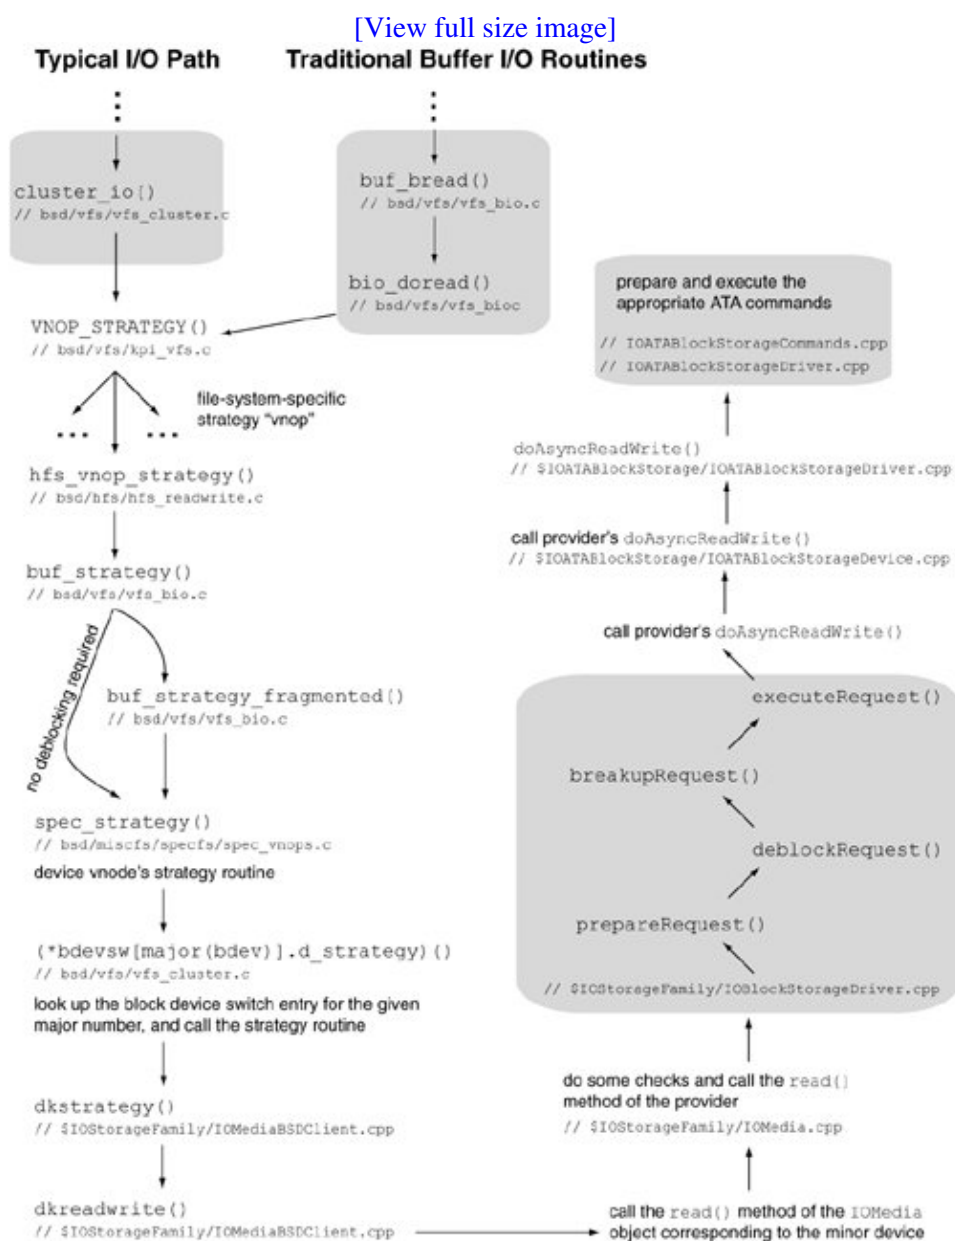 [View full size image]
Typical I/O Path
Traditional Buffer I/O Routines
cluster_io()
// bsd/vfs/vfs_cluster.c
buf_bread()
// bsd/vfs/vfs_bio.c
bio_doread()
// bsd/vfs/vfs_bioc
VNOP_STRATEGY()
// bsd/vfs/kpi_vfs.c
file-system-specific
strategy “vnop”
... ...
hfs_vnop_strategy()
// bsd/hfs/hfs_readwrite.c
buf_strategy()
// bsd/vfs/vfs_bio.c
no deblocking required
buf_strategy_fragmented()
// bsd/vfs/vfs_bio.c
spec_strategy()
// bsd/miscfs/specfs/spec_vnops.c
device vnode's strategy routine
(*bdevsw[major(bdev)].d_strategy)()
// bsd/vfs/vfs_cluster.c
look up the block device switch entry for the given
major number, and call the strategy routine
dkstrategy()
// $IOStorageFamily/IOMediaBSDClient.cpp
dkreadwrite()
// $IOStorageFamily/IOMediaBSDClient.cpp
call the read() method of the IOMedia
object corresponding to the minor device
do some checks and call the read()
method of the provider
// $IOStorageFamily/IOMedia.cpp
// $IOStorageFamily/IOBlockStorageDriver.cpp
prepareRequest()
deblockRequest()
breakupRequest()
executeRequest()
call provider's doAsyncReadWrite()
call provider's doAsyncReadWrite()
// $IOATABlockStorage/IOATABlockStorageDevice.cpp
doAsyncReadWrite()
// $IOATABlockStorage/IOATABlockStorageDriver.cpp
prepare and execute the
appropriate ATA commands
// IOATABlockStorageCommands.cpp
// IOATABlockStorageDriver.cpp